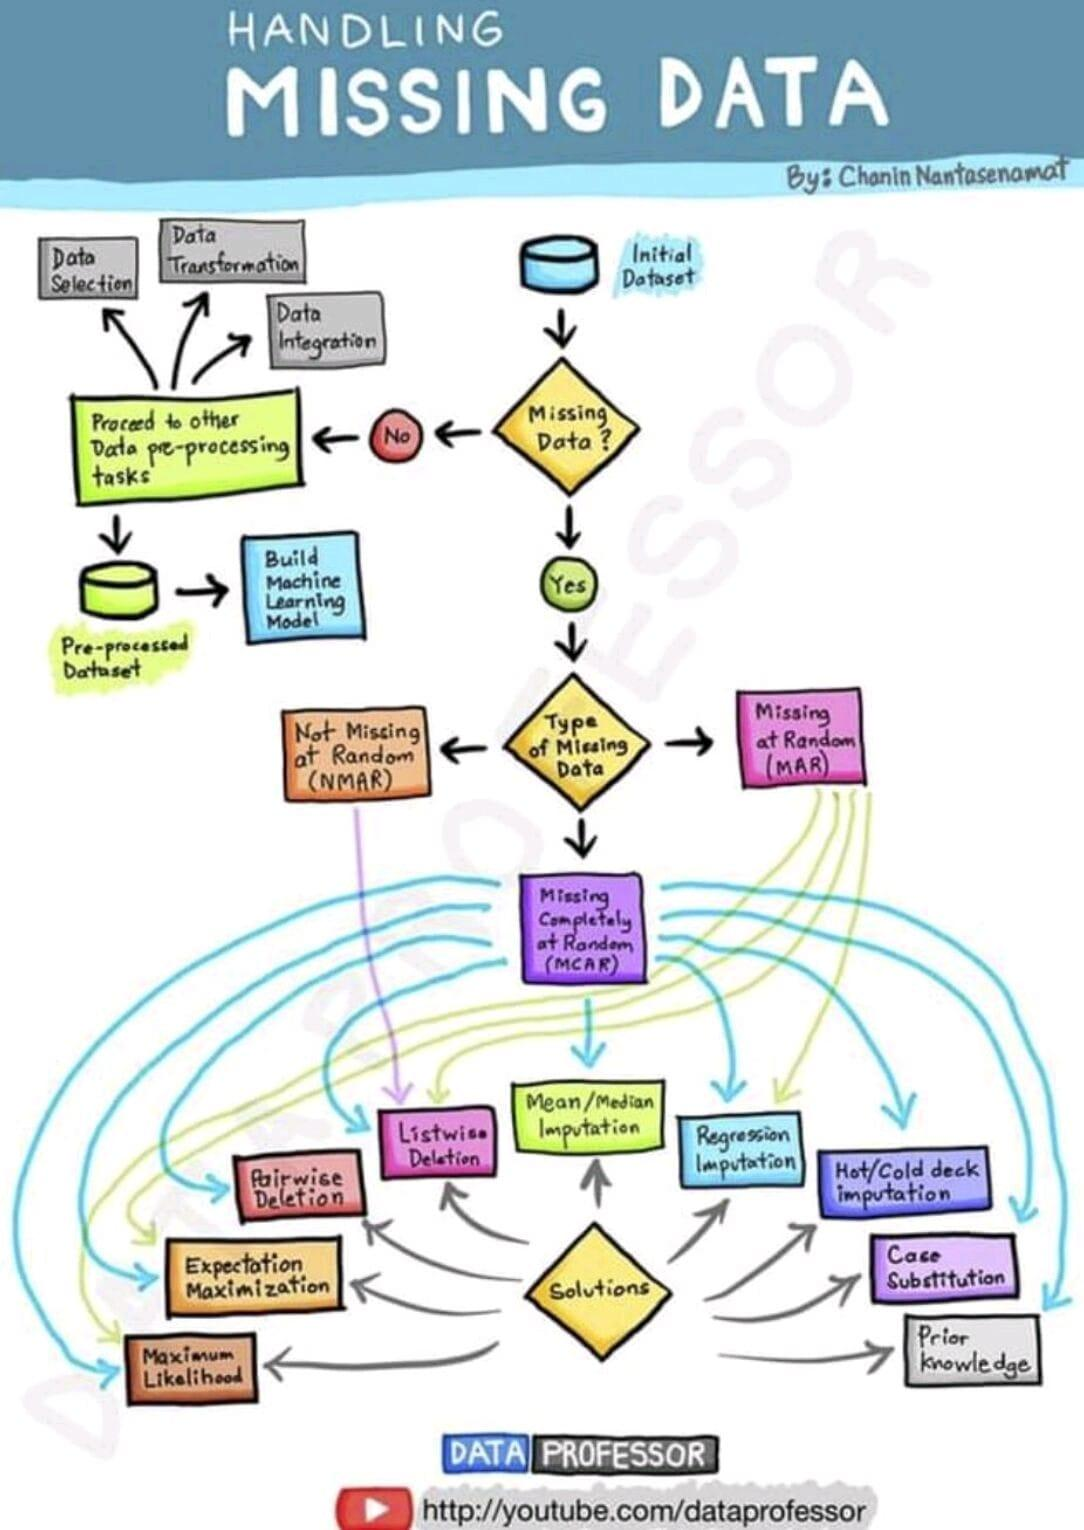 HANDLING
MISSING DATA
By: Chanin Nantasenamat
Data
Selection
Data
Transformation
Data
Integration
Initial
Dataset
Missing
Data?
No
Proceed to other
Data pre-processing
tasks
Yes
Build
Machine
Learning
Model
Pre-processed
Dataset
Not Missing
at Random
(NMAR)
Type
of Missing
Data
Missing
at Random
(MAR)
Missing
Completely
at Random
(MCAR)
Mean/Median
Imputation
Listwise
Deletion
Regression
Imputation
Pairwise
Deletion
Hot/Cold deck
imputation
Expectation
Maximization
Solutions
Case
Substitution
Maximum
Likelihood
Prior
knowledge
DATA PROFESSOR
http://youtube.com/dataprofessor
DATA PROFESSOR